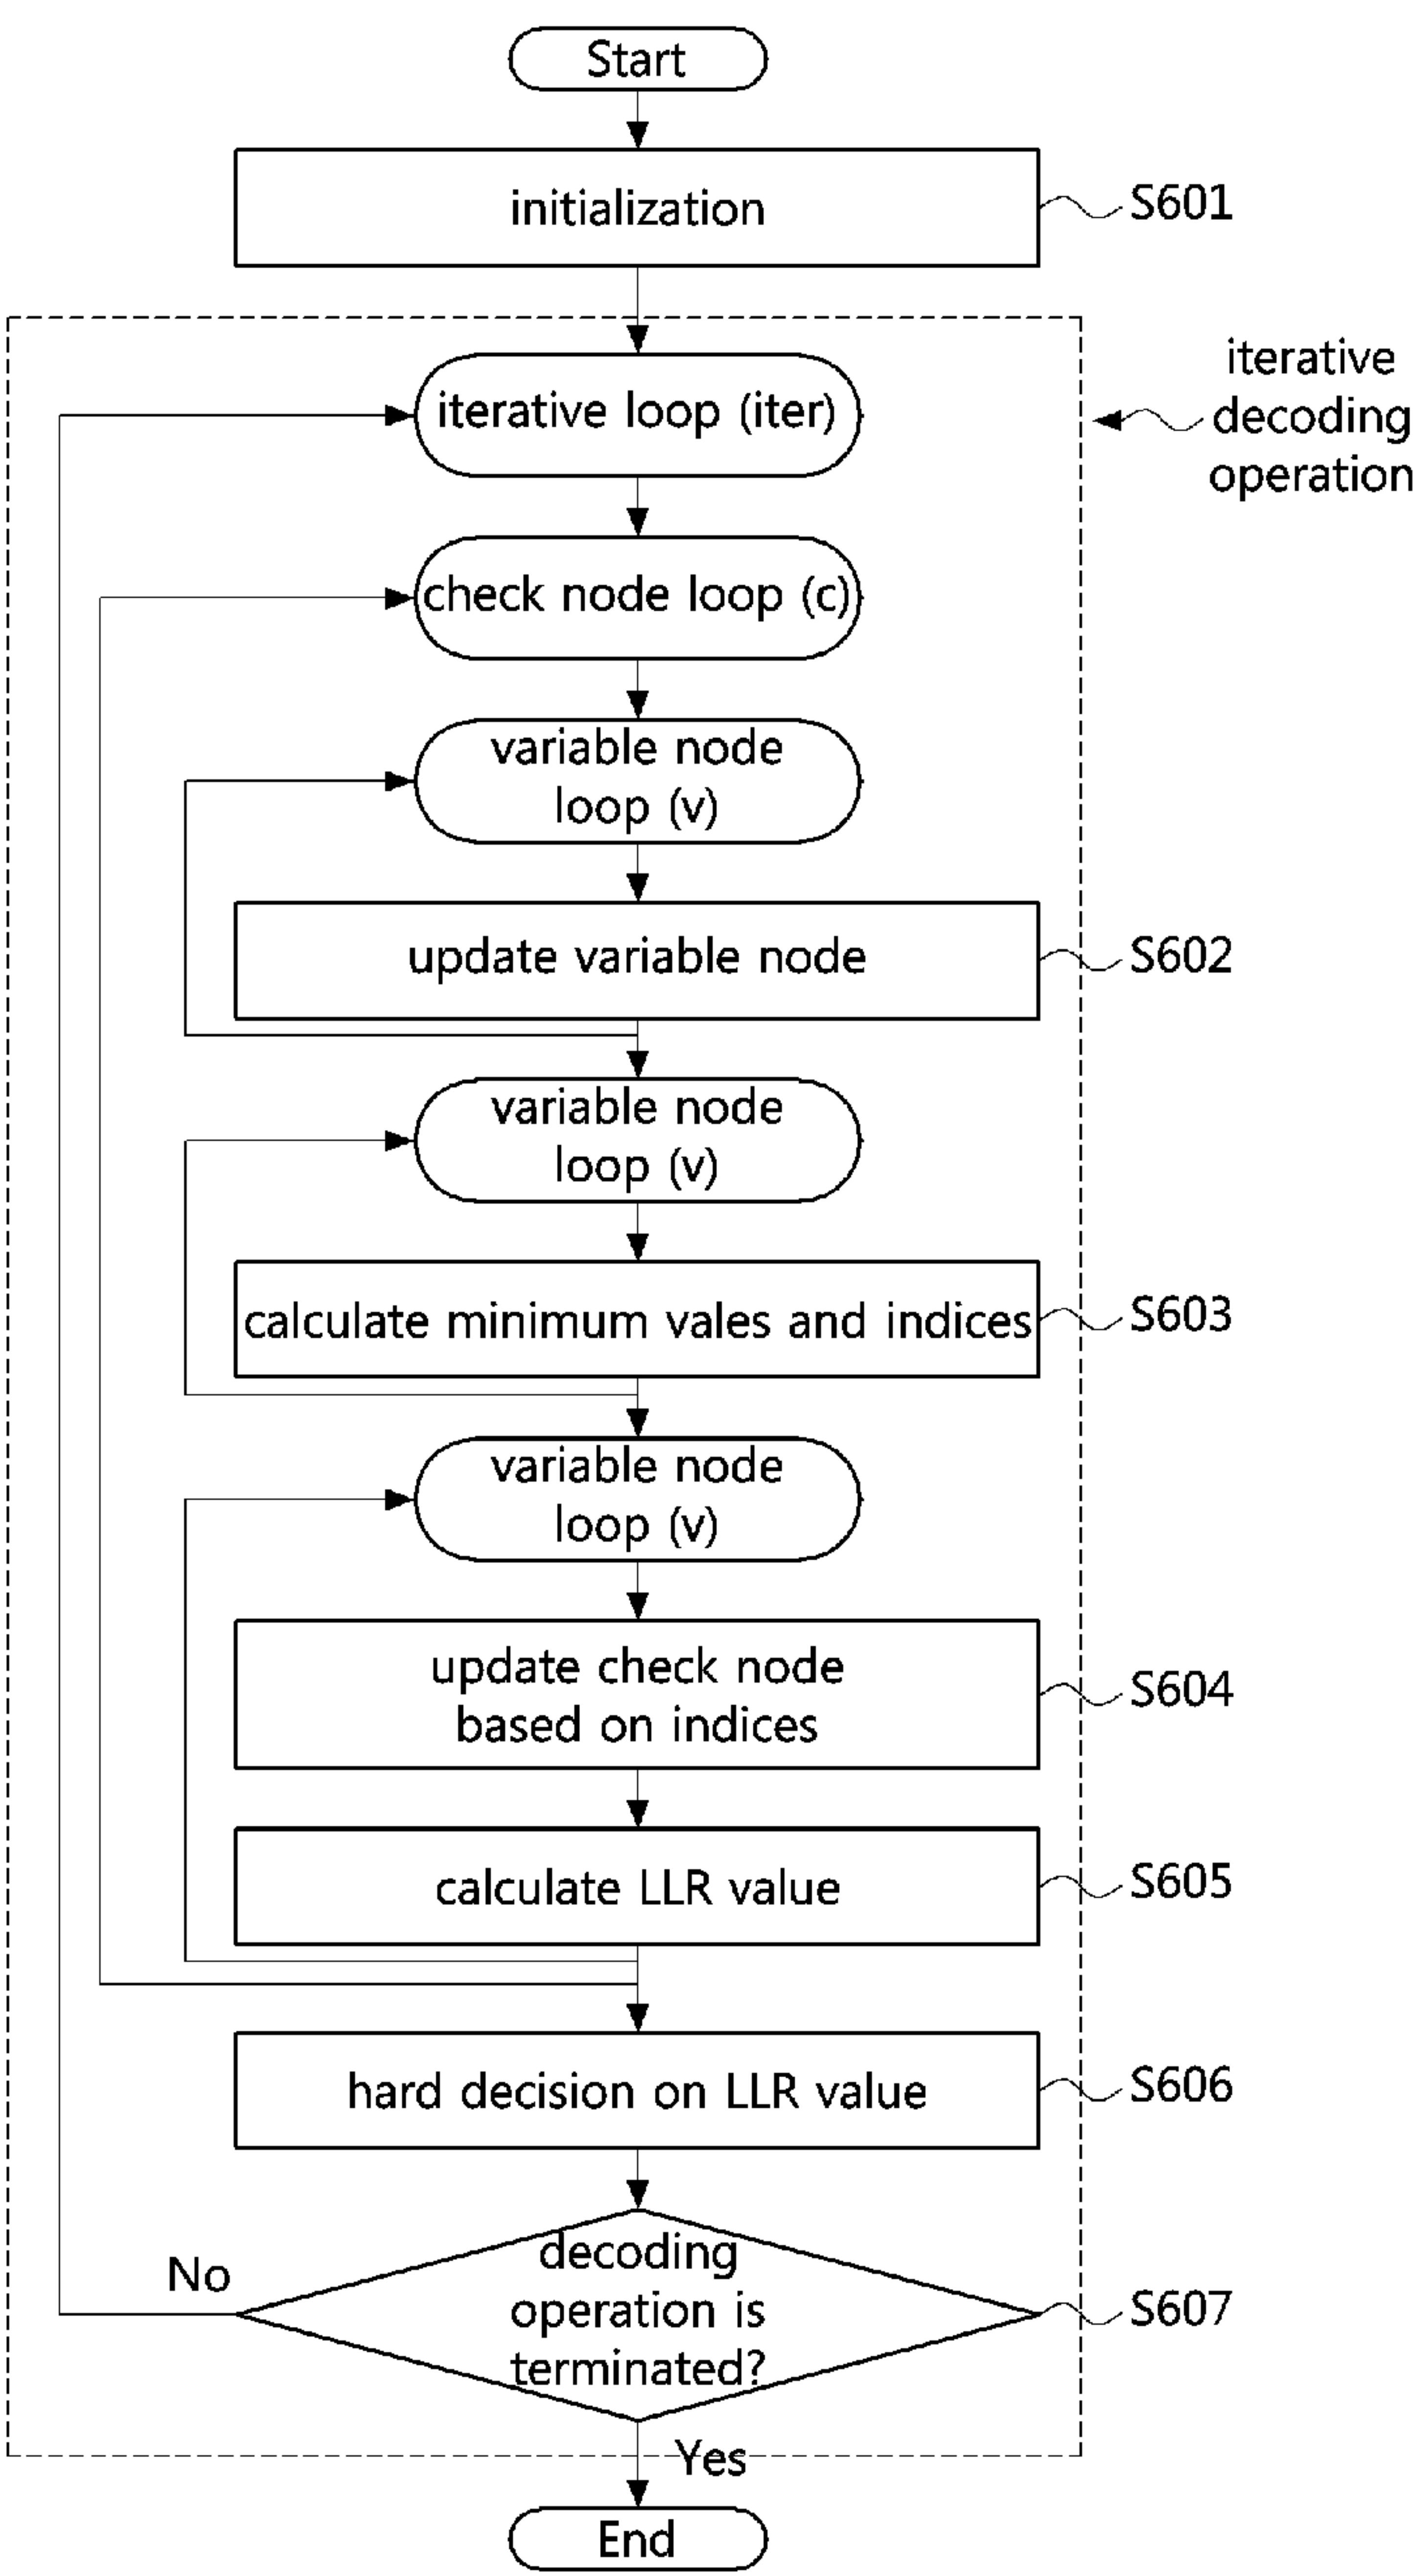 Start
initialization
S601
iterative
decoding
operation
iterative loop (iter)
check node loop (c)
variable node
loop (v)
update variable node
S602
variable node
loop (v)
calculate minimum vales and indices
S603
variable node
loop (v)
update check node
based on indices
S604
calculate LLR value
S605
hard decision on LLR value
S606
decoding
operation is
terminated?
No
S607
Yes
End